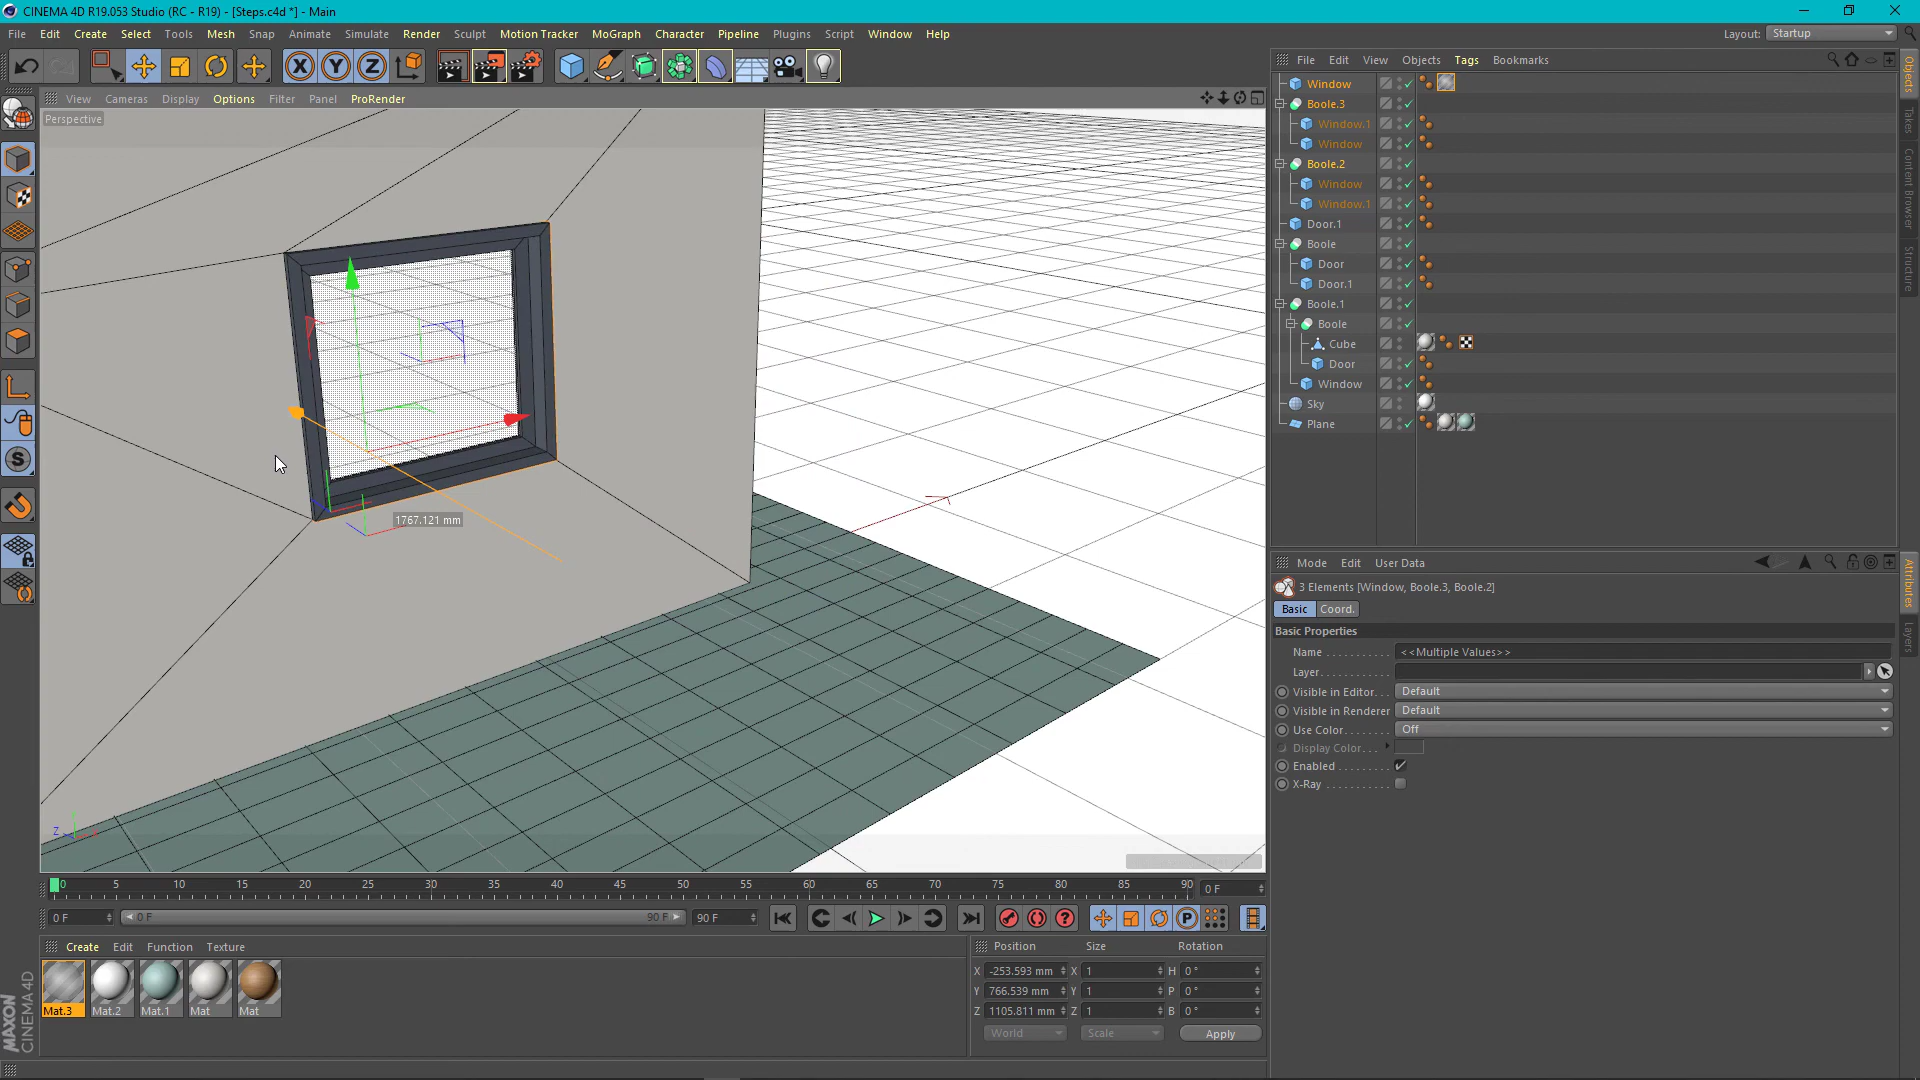 CINEMA 4D R19.053 Studio (RC - R19) - [Steps.c4d *] - Main
File Edit Create Select Tools Mesh Snap Animate Simulate Render Sculpt Motion Tracker MoGraph Character Pipeline Plugins Script Window Help
Layout: Startup
X Y Z
File Edit View Objects Tags Bookmarks
View Cameras Display Options Filter Panel ProRender
Perspective
Window
Boole.3
Window.1
Window
Boole.2
Window
Window.1
Door.1
Boole
Door
Door.1
Boole.1
Boole
Cube
Door
Window
Sky
Plane
Objects
Takes
Content Browser
Structure
1767.121 mm
Z
Mode Edit User Data
3 Elements [Window, Boole.3, Boole.2]
Basic Coord.
Basic Properties
Name <<Multiple Values>>
Layer
Visible in Editor Default
Visible in Renderer Default
Use Color Off
Display Color
Enabled
X-Ray
Attributes
Layers
0 5 10 15 20 25 30 35 40 45 50 55 60 65 70 75 80 85 90 0 F
0 F 0 F 90 F 90 F
P
Create Edit Function Texture
Mat.3 Mat.2 Mat.1 Mat Mat
Position Size Rotation
X -253.593 mm X 1 H 0 °
Y 766.539 mm Y 1 P 0 °
Z 1105.811 mm Z 1 B 0 °
World Scale Apply
MAXON
CINEMA 4D